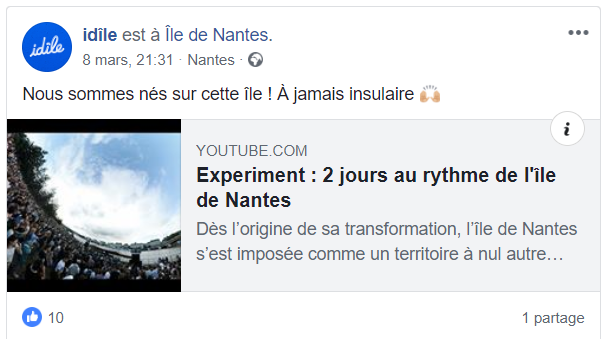 idîle est à Île de Nantes.
8 mars, 21:31 · Nantes ·
Nous sommes nés sur cette île ! À jamais insulaire 🙌🏻
YOUTUBE.COM
Experiment : 2 jours au rythme de l'île
de Nantes
Dès l’origine de sa transformation, l’île de Nantes
s’est imposée comme un territoire à nul autre…
10
1 partage
idile
i